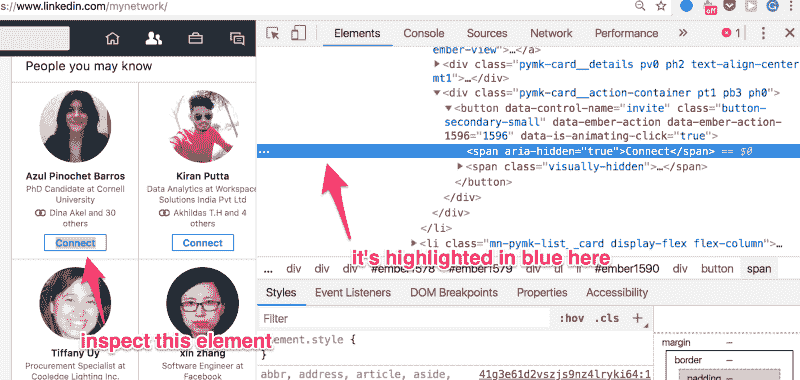 s://www.linkedin.com/mynetwork/
off
People you may know
Azul Pinochet Barros
PhD Candidate at Cornell
University
Dina Akel and 30
others
Connect
Kiran Putta
Data Analytics at Workspace
Solutions India Pvt Ltd
Akhildas T.H and 4
others
Connect
Tiffany Uy
Procurement Specialist at
Cooledge Lighting Inc.
xin zhang
Software Engineer at
Facebook
inspect this element
Elements Console Sources Network Performance » 1
ember-view">…</a>
<div class="pymk-card__details pv0 ph2 text-align-center
mt1">…</div>
<div class="pymk-card__action-container pt1 pb3 ph0">
<button data-control-name="invite" class="button-
secondary-small" data-ember-action data-ember-action-
1596="1596" data-is-animating-click="true">
… <span aria-hidden="true">Connect</span> == $0
<span class="visually-hidden">…</span>
</button>
</div>
</div>
</li>
<li class="mn-pymk-list__card display-flex flex-column">…
it's highlighted in blue here
… div div #ember1578 #ember1579 div ul #ember1590 div button span
Styles Event Listeners DOM Breakpoints Properties Accessibility
Filter :hov .cls +
element.style {
}
abbr, address, article, aside, 41g3e61d2vszjs9nz4lryki64:1
margin –
border –
padding